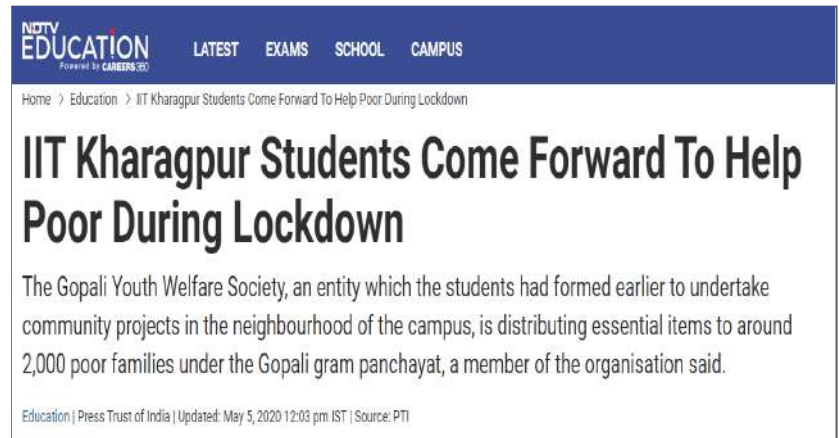 NDTV
EDUCATION
Powered by CAREERS360
LATEST EXAMS SCHOOL CAMPUS
Home > Education > IIT Kharagpur Students Come Forward To Help Poor During Lockdown
IIT Kharagpur Students Come Forward To Help
Poor During Lockdown
The Gopali Youth Welfare Society, an entity which the students had formed earlier to undertake
community projects in the neighbourhood of the campus, is distributing essential items to around
2,000 poor families under the Gopali gram panchayat, a member of the organisation said.
Education | Press Trust of India | Updated: May 5, 2020 12:03 pm IST | Source: PTI